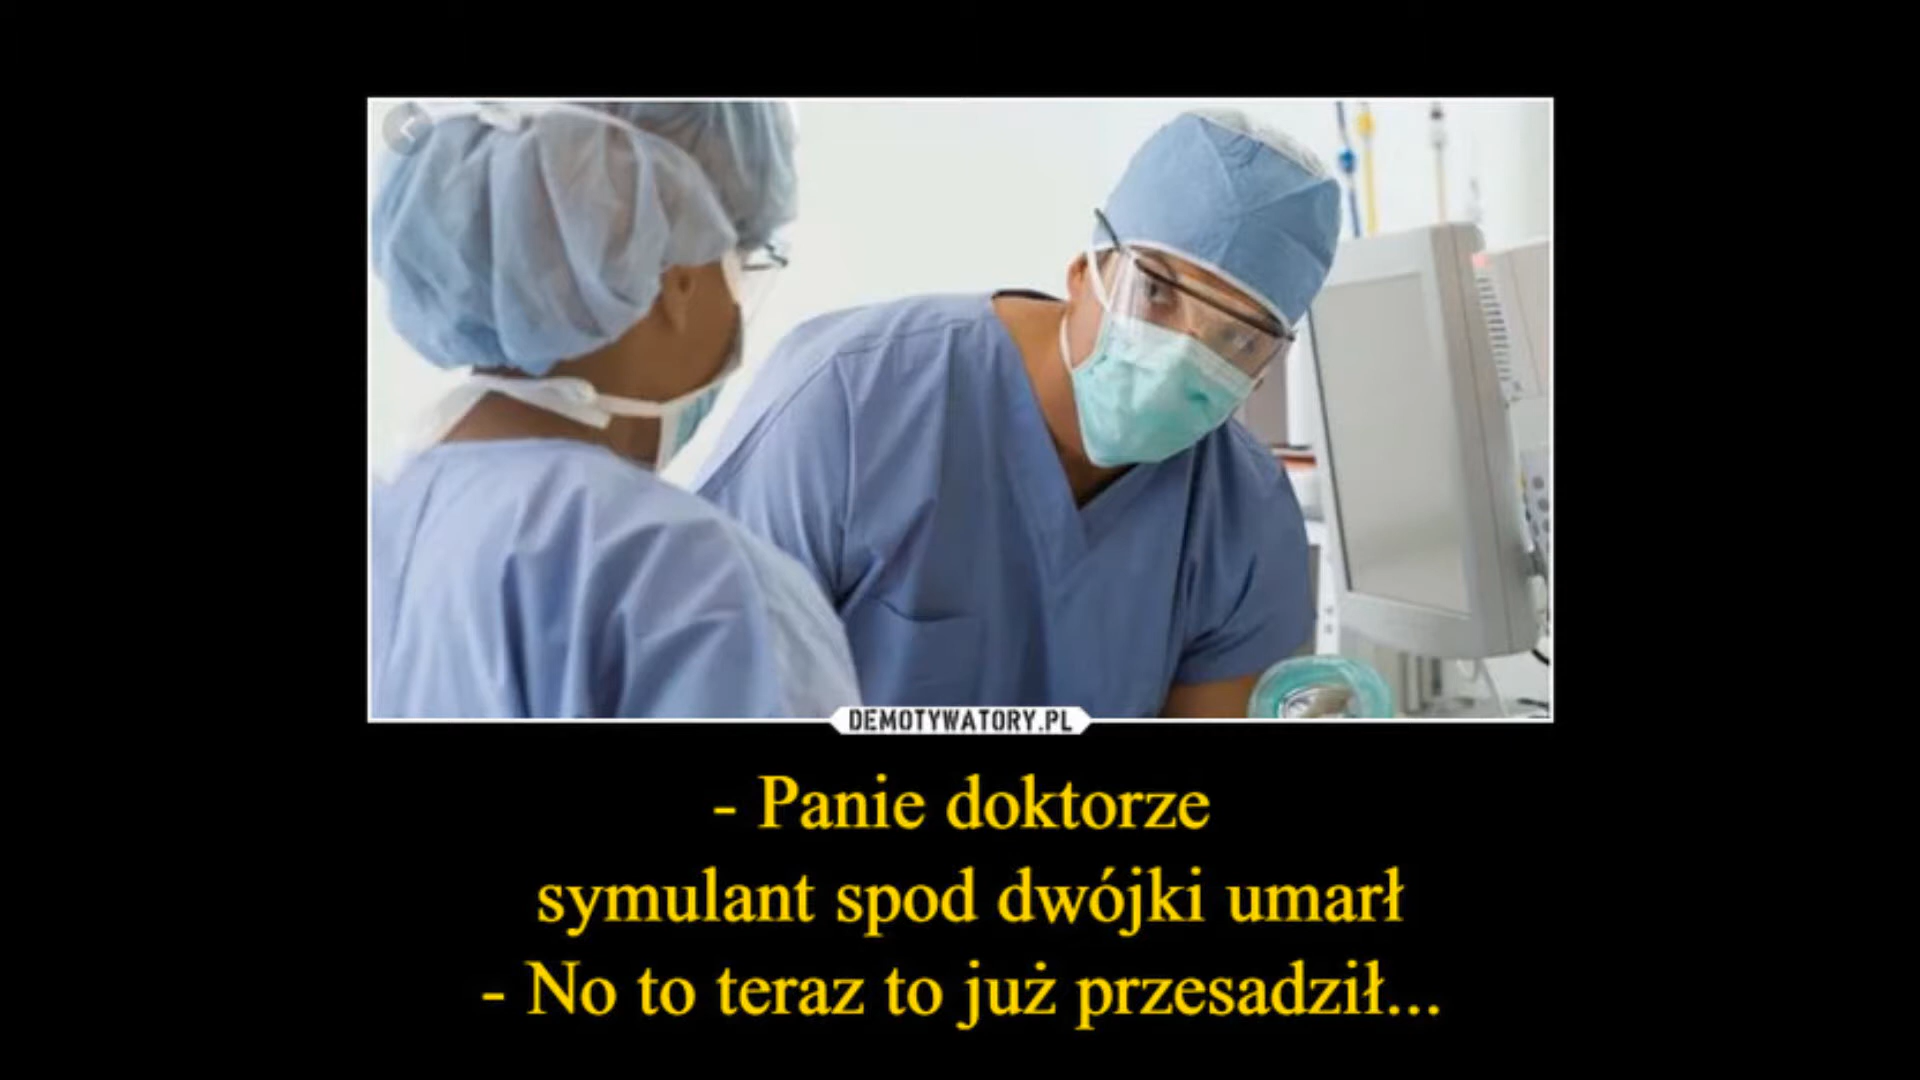 DEMOTYWATORY.PL
- Panie doktorze
symulant spod dwójki umarł
- No to teraz to już przesadził...